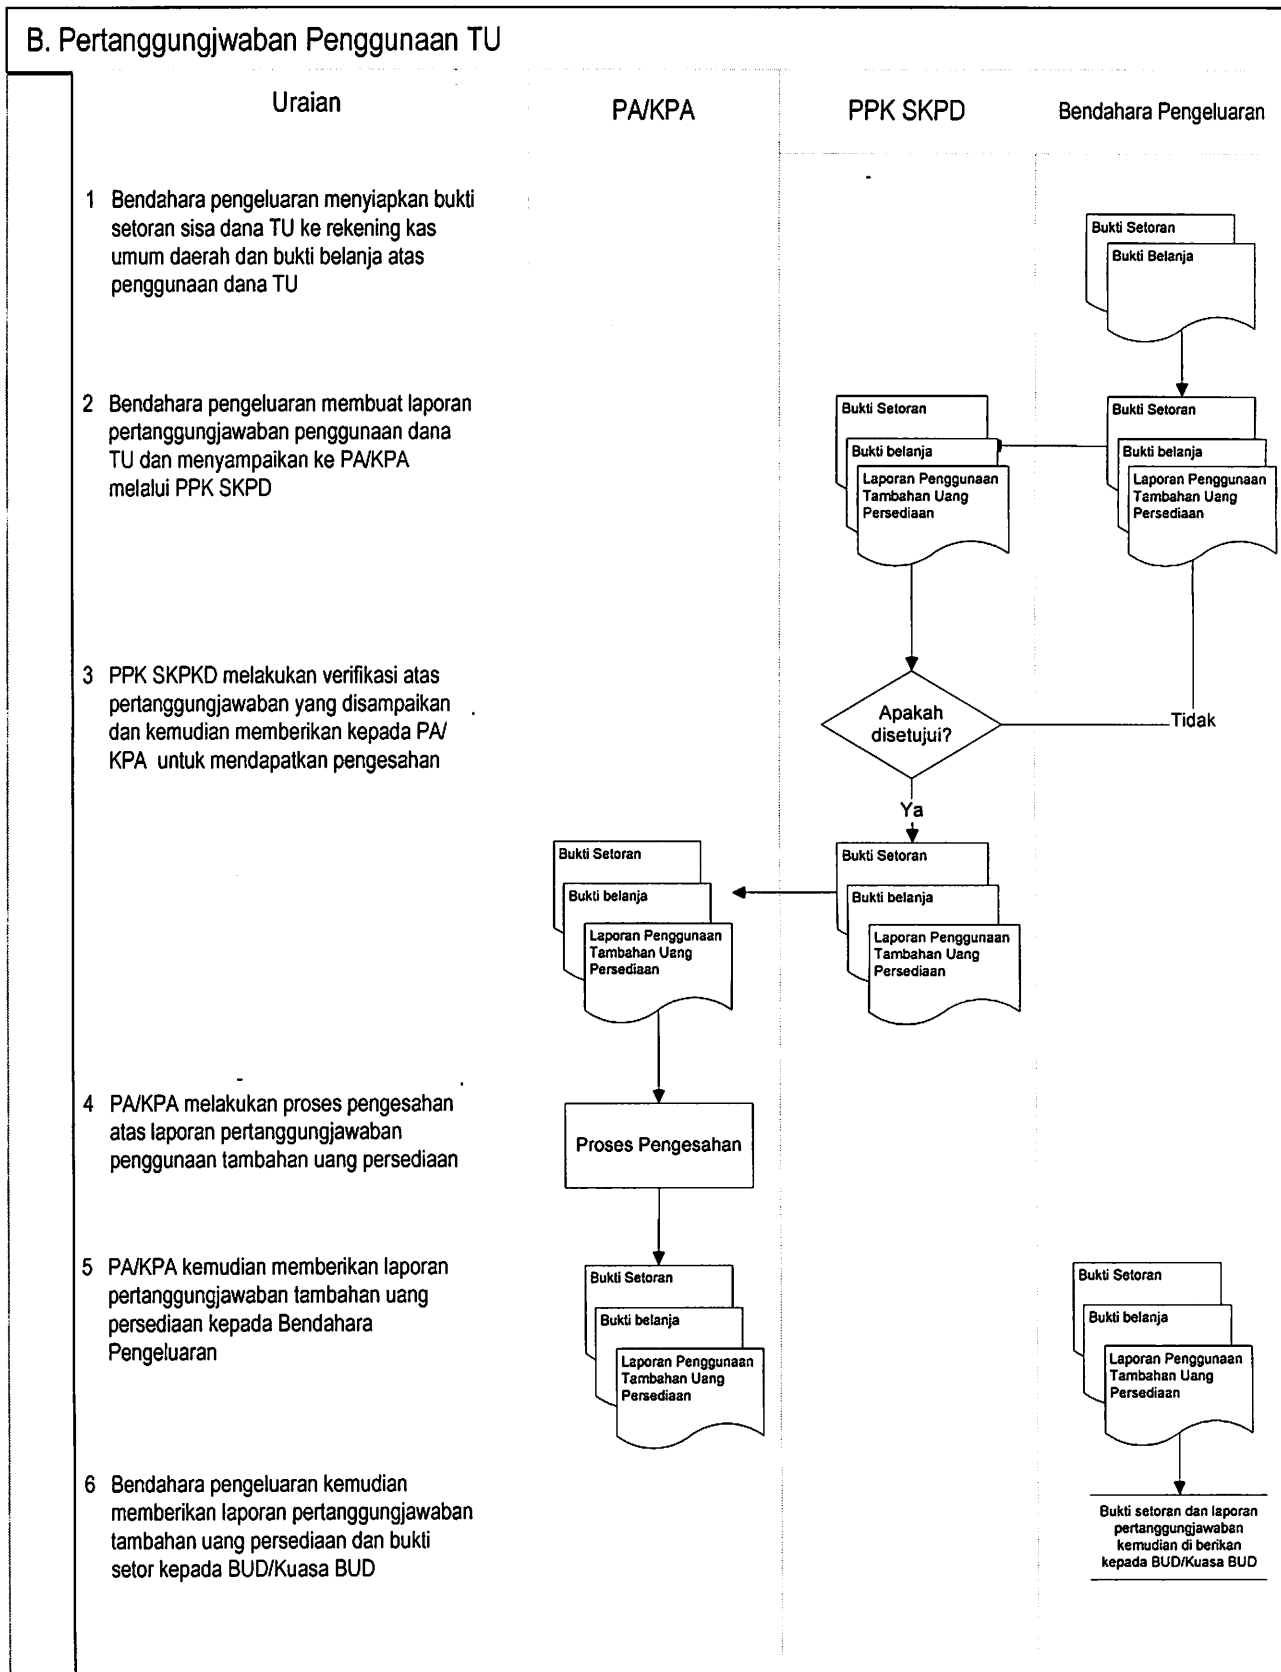 B. Pertanggungjwaban Penggunaan TU
Uraian
PA/KPA
PPK SKPD
Bendahara Pengeluaran
1 Bendahara pengeluaran menyiapkan bukti
setoran sisa dana TU ke rekening kas
umum daerah dan bukti belanja atas
penggunaan dana TU
Bukti Setoran
Bukti Belanja
2 Bendahara pengeluaran membuat laporan
pertanggungjawaban penggunaan dana
TU dan menyampaikan ke PA/KPA
melalui PPK SKPD
Bukti Setoran
Bukti belanja
Laporan Penggunaan
Tambahan Uang
Persediaan
Bukti Setoran
Bukti belanja
Laporan Penggunaan
Tambahan Uang
Persediaan
3 PPK SKPKD melakukan verifikasi atas
pertanggungjawaban yang disampaikan
dan kemudian memberikan kepada PA/
KPA untuk mendapatkan pengesahan
Apakah
disetujui?
Tidak
Ya
Bukti Setoran
Bukti belanja
Laporan Penggunaan
Tambahan Uang
Persediaan
Bukti Setoran
Bukti belanja
Laporan Penggunaan
Tambahan Uang
Persediaan
4 PA/KPA melakukan proses pengesahan
atas laporan pertanggungjawaban
penggunaan tambahan uang persediaan
Proses Pengesahan
5 PA/KPA kemudian memberikan laporan
pertanggungjawaban tambahan uang
persediaan kepada Bendahara
Pengeluaran
Bukti Setoran
Bukti belanja
Laporan Penggunaan
Tambahan Uang
Persediaan
Bukti Setoran
Bukti belanja
Laporan Penggunaan
Tambahan Uang
Persediaan
6 Bendahara pengeluaran kemudian
memberikan laporan pertanggungjawaban
tambahan uang persediaan dan bukti
setor kepada BUD/Kuasa BUD
Bukti setoran dan laporan
pertanggungjawaban
kemudian di berikan
kepada BUD/Kuasa BUD